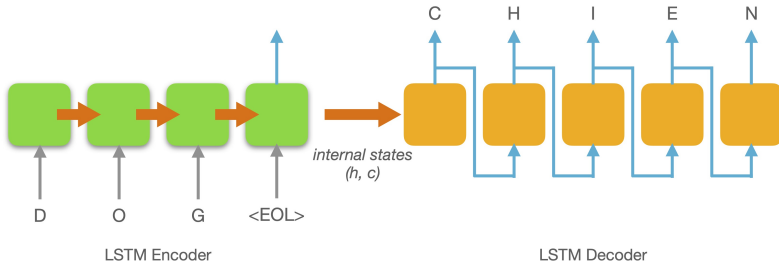 C H I E N
internal states
(h, c)
D O G <EOL>
LSTM Encoder LSTM Decoder